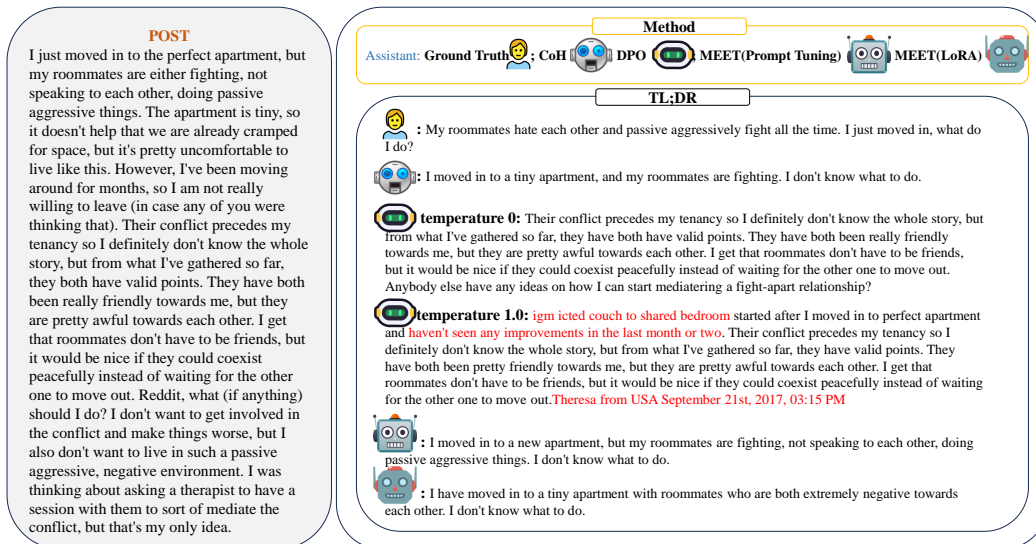 POST
I just moved in to the perfect apartment, but
my roommates are either fighting, not
speaking to each other, doing passive
aggressive things. The apartment is tiny, so
it doesn't help that we are already cramped
for space, but it's pretty uncomfortable to
live like this. However, I've been moving
around for months, so I am not really
willing to leave (in case any of you were
thinking that). Their conflict precedes my
tenancy so I definitely don't know the whole
story, but from what I've gathered so far,
they both have valid points. They have both
been really friendly towards me, but they
are pretty awful towards each other. I get
that roommates don't have to be friends, but
it would be nice if they could coexist
peacefully instead of waiting for the other
one to move out. Reddit, what (if anything)
should I do? I don't want to get involved in
the conflict and make things worse, but I
also don't want to live in such a passive
aggressive, negative environment. I was
thinking about asking a therapist to have a
session with them to sort of mediate the
conflict, but that's my only idea.
Method
Assistant: Ground Truth ; CoH DPO ; MEET(Prompt Tuning) MEET(LoRA)
TL;DR
: My roommates hate each other and passive aggressively fight all the time. I just moved in, what do
I do?
: I moved in to a tiny apartment, and my roommates are fighting. I don't know what to do.
temperature 0: Their conflict precedes my tenancy so I definitely don't know the whole story, but
from what I've gathered so far, they have both have valid points. They have both been really friendly
towards me, but they are pretty awful towards each other. I get that roommates don't have to be friends,
but it would be nice if they could coexist peacefully instead of waiting for the other one to move out.
Anybody else have any ideas on how I can start mediatering a fight-apart relationship?
temperature 1.0: igm icted couch to shared bedroom started after I moved in to perfect apartment
and haven't seen any improvements in the last month or two. Their conflict precedes my tenancy so I
definitely don't know the whole story, but from what I've gathered so far, they have valid points. They
have both been pretty friendly towards me, but they are pretty awful towards each other. I get that
roommates don't have to be friends, but it would be nice if they could coexist peacefully instead of waiting
for the other one to move out.Theresa from USA September 21st, 2017, 03:15 PM
: I moved in to a new apartment, but my roommates are fighting, not speaking to each other, doing
passive aggressive things. I don't know what to do.
: I have moved in to a tiny apartment with roommates who are both extremely negative towards
each other. I don't know what to do.